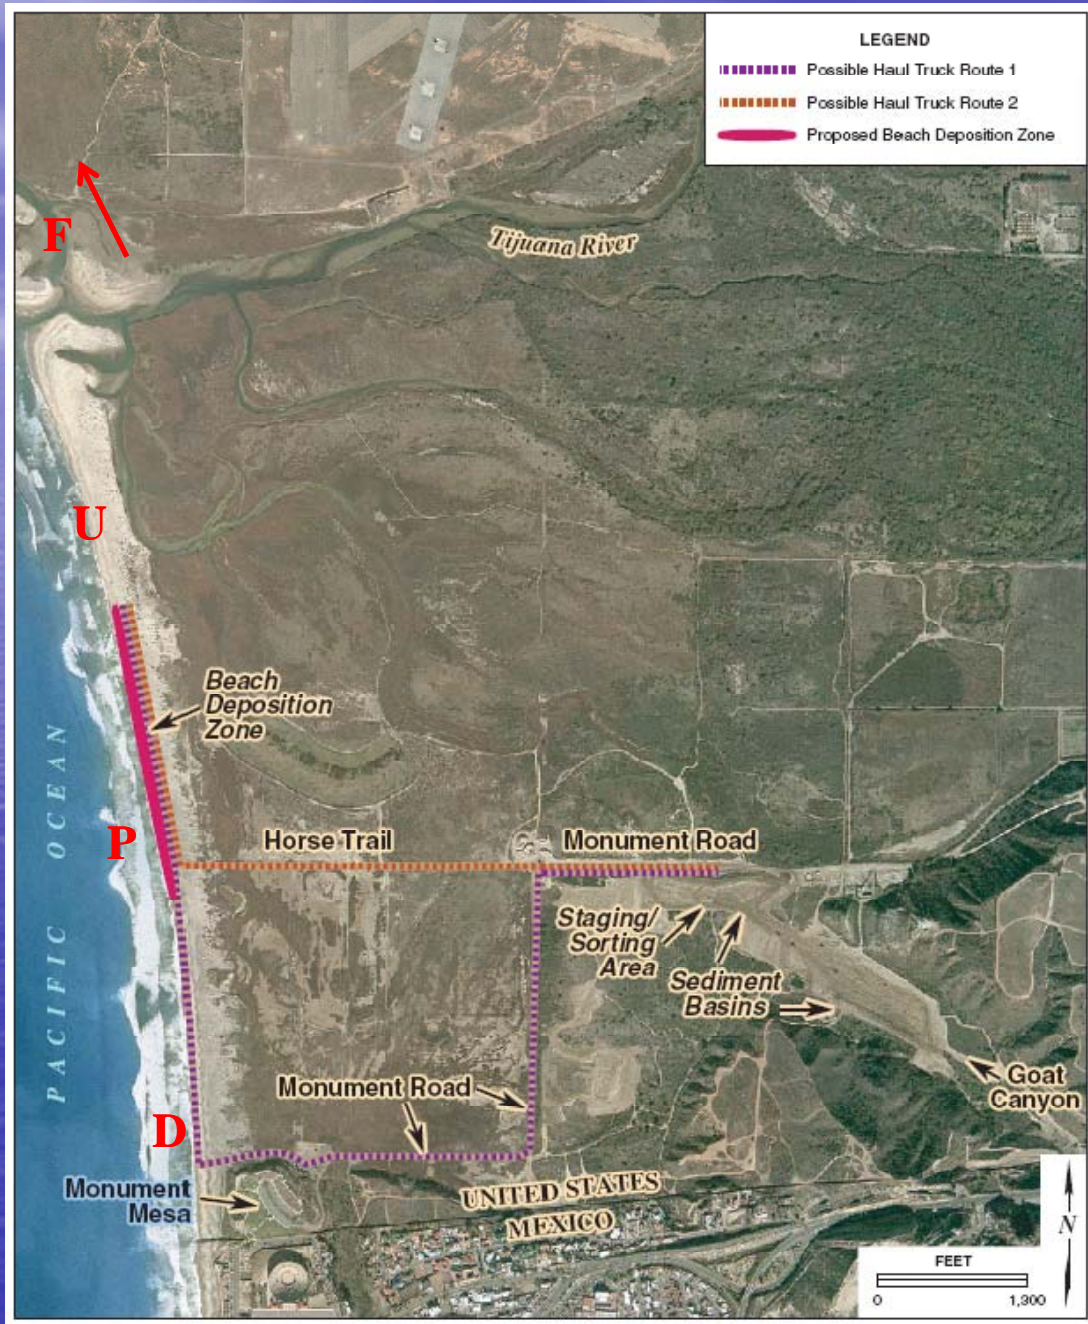 LEGEND
Possible Haul Truck Route 1
Possible Haul Truck Route 2
Proposed Beach Deposition Zone
F
Tijuana River
U
Beach
Deposition
Zone
PACIFIC OCEAN
P
Horse Trail
Monument Road
Staging/
Sorting
Area
Sediment
Basins
Goat
Canyon
Monument Road
D
Monument
Mesa
UNITED STATES
MEXICO
N
FEET
0
1,300